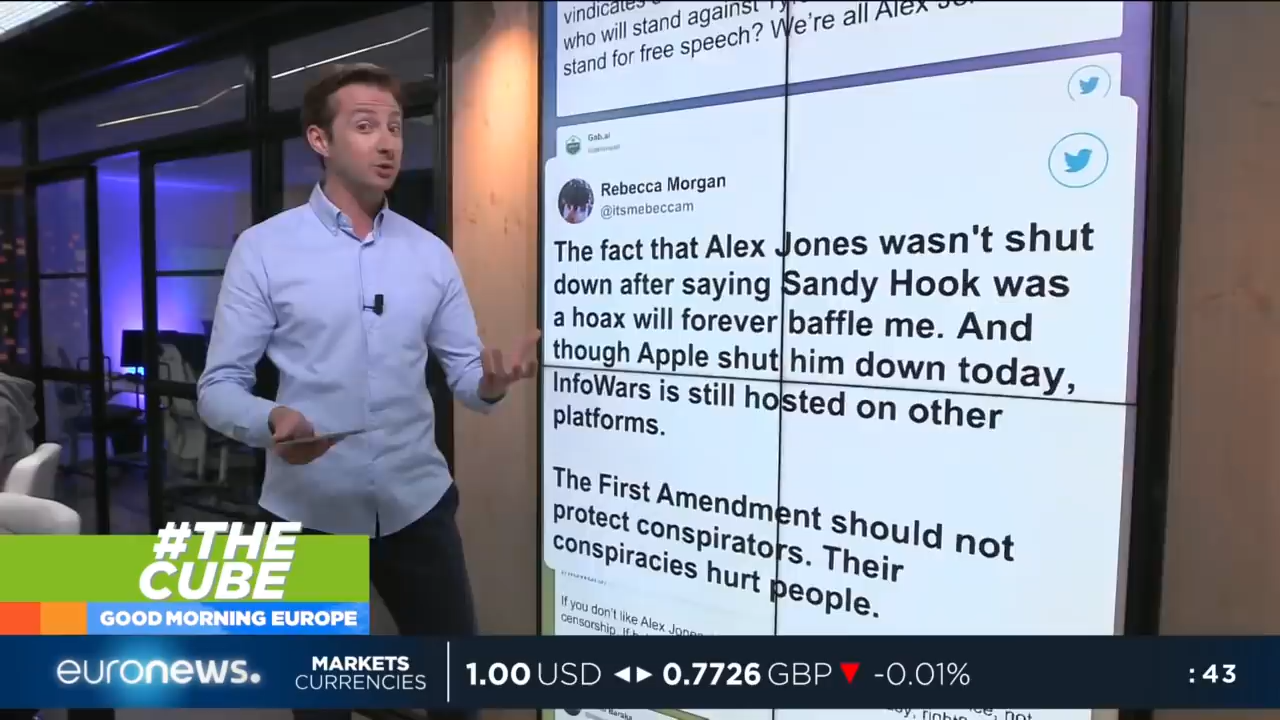 vindicates
who will stand against
stand for free speech? We're all Alex
Gab.ai
Rebecca Morgan
@itsmebeccam
The fact that Alex Jones wasn't shut
down after saying Sandy Hook was
a hoax will forever baffle me. And
though Apple shut him down today,
InfoWars is still hosted on other
platforms.
The First Amendment should not
protect conspirators. Their
conspiracies hurt people.
If you don't like Alex Jones
censorship. If
#THE
CUBE
GOOD MORNING EUROPE
euronews.
MARKETS
CURRENCIES
1.00 USD ◄► 0.7726 GBP ▼ -0.01%
:43